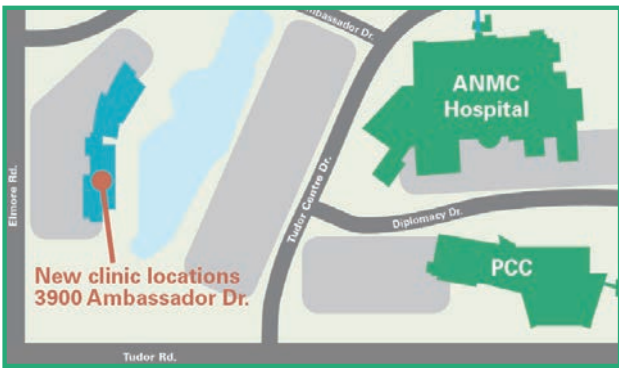 Ambassador Dr.
ANMC
Hospital
Elmore Rd.
Tudor Centre Dr.
Diplomacy Dr.
New clinic locations
3900 Ambassador Dr.
PCC
Tudor Rd.